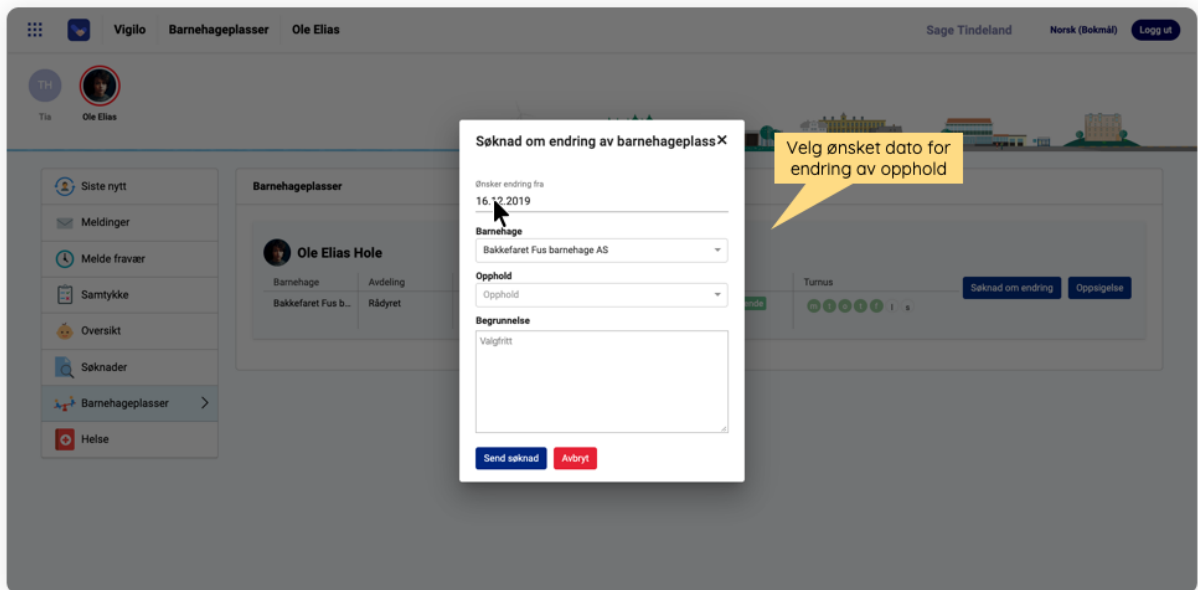 Vigilo Barnehageplasser Ole Elias Sage Tindeland Norsk (Bokmål) Logg ut
TH
Tia Ole Elias
Søknad om endring av barnehageplass
Velg ønsket dato for
endring av opphold
Siste nytt
Meldinger
Melde fravær
Samtykke
Oversikt
Søknader
Barnehageplasser
Helse
Barnehageplasser
Ole Elias Hole
Barnehage Avdeling Turnus
Bakkefaret Fus b... Rådyret m t o t f l s
Søknad om endring Oppsigelse
Ønsker endring fra
16.12.2019
Barnehage
Bakkefaret Fus barnehage AS
Opphold
Opphold
Begrunnelse
Valgfritt
Send søknad Avbryt